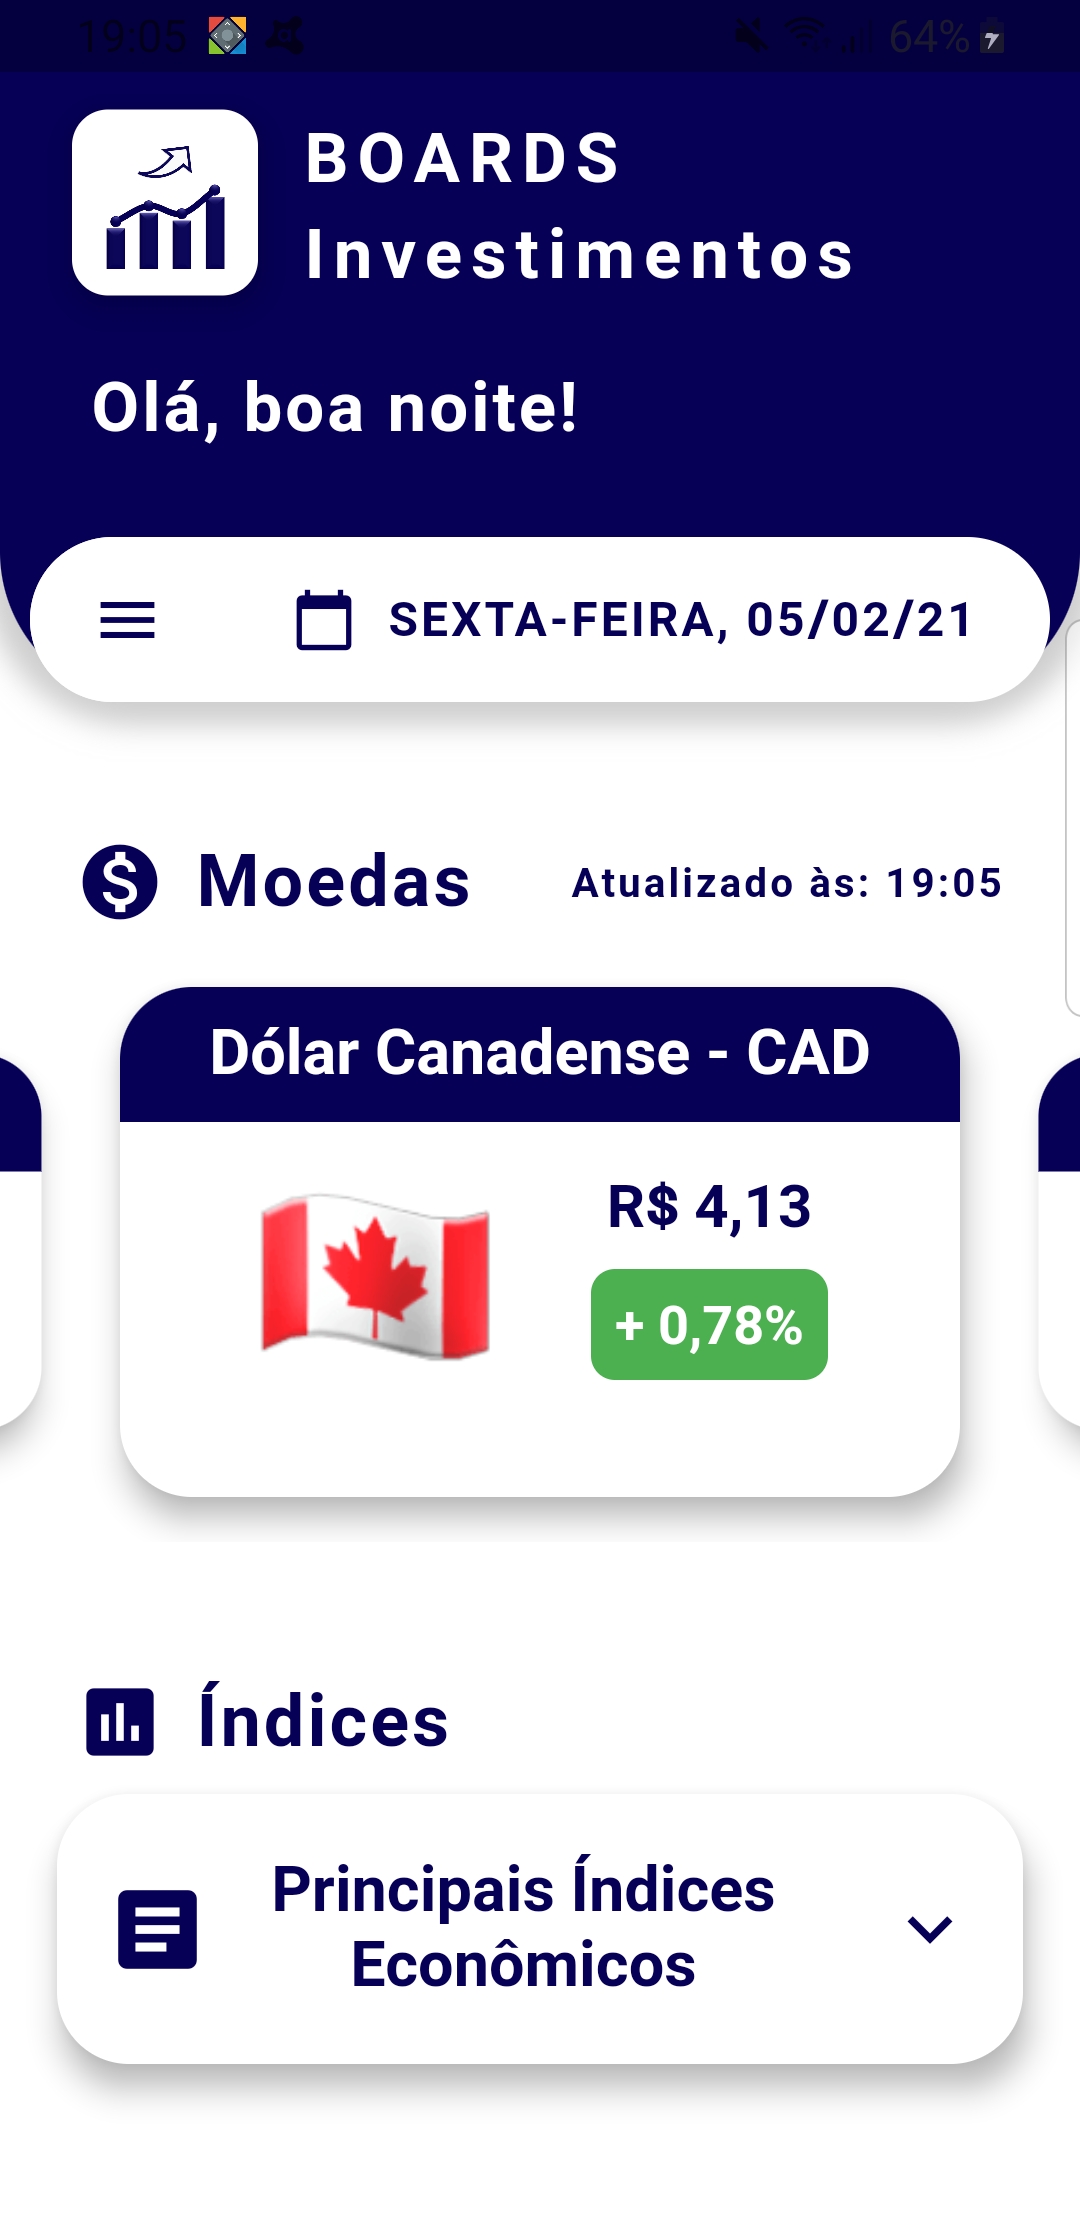 19:05 64%
BOARDS
Investimentos
Olá, boa noite!
SEXTA-FEIRA, 05/02/21
Moedas Atualizado às: 19:05
Dólar Canadense - CAD
R$ 4,13
+ 0,78%
Índices
Principais Índices
Econômicos